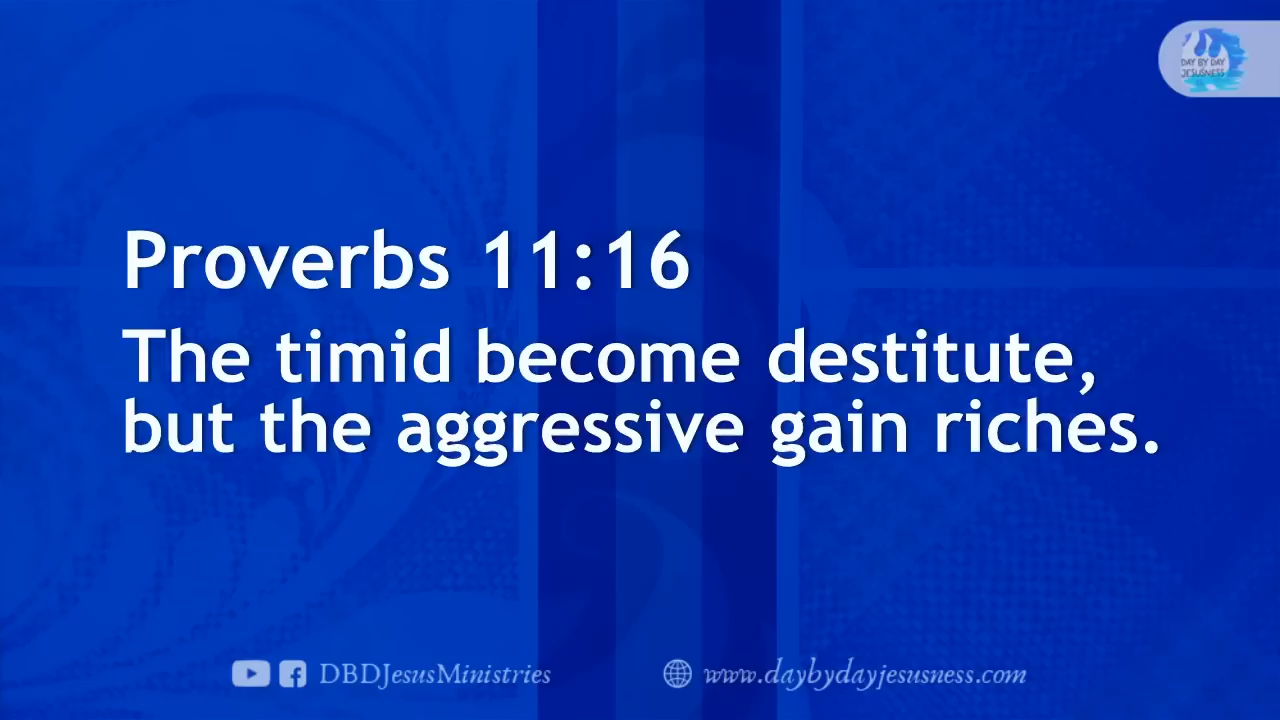 DAY BY DAY
JESUSNESS
Proverbs 11:16
The timid become destitute,
but the aggressive gain riches.
DBDJesusMinistries
www.daybydayjesusness.com